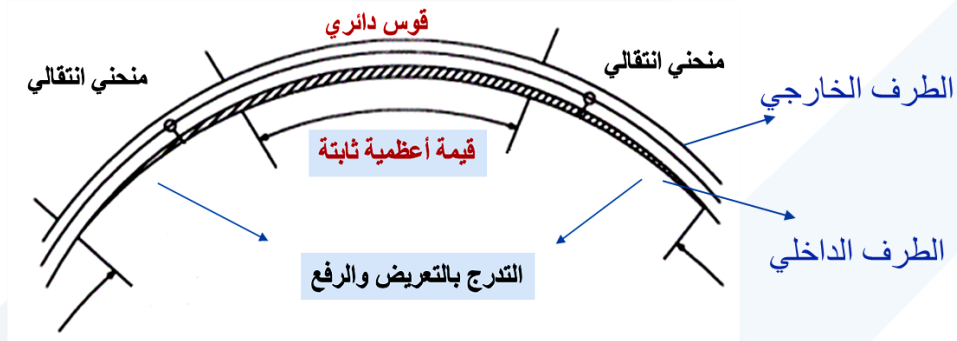 قوس دائري
منحني انتقالي
منحني انتقالي
الطرف الخارجي
قيمة أعظمية ثابتة
الطرف الداخلي
التدرج بالتعريض والرفع